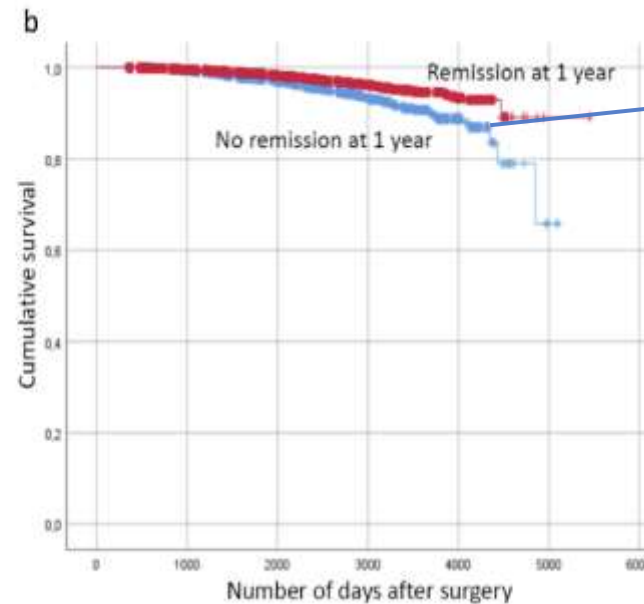 b
1,0
Remission at 1 year
No remission at 1 year
0,8
0,6
Cumulative survival
0,4
0,2
0,0
0 1000 2000 3000 4000 5000 600
Number of days after surgery